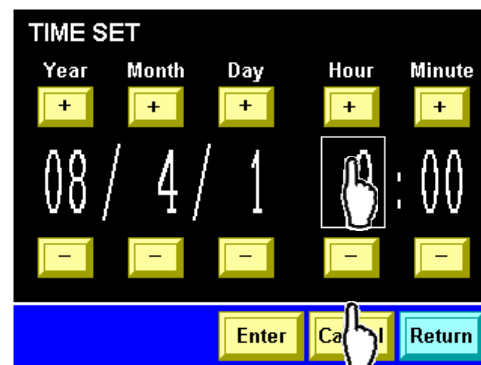 TIME SET
Year Month Day Hour Minute
+ + + + +
08 / 4 / 1 : 00
− − − − −
Enter Return